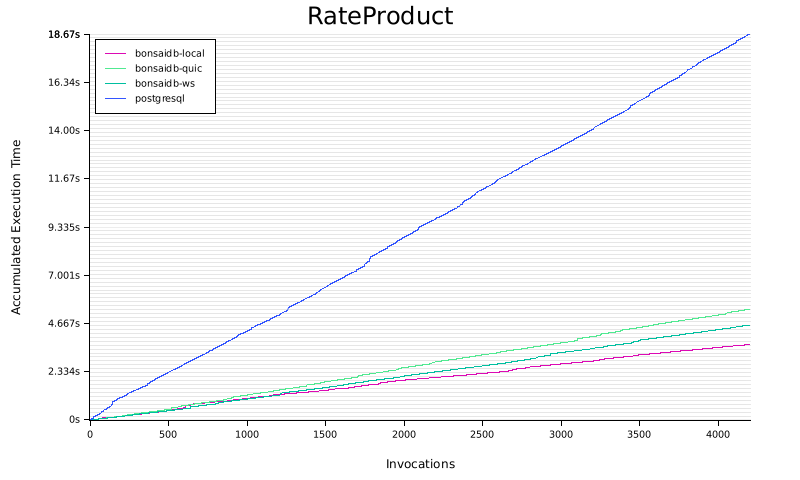 RateProduct
18.67s
bonsaidb-local
bonsaidb-quic
bonsaidb-ws
postgresql
16.34s
14.00s
11.67s
9.335s
7.001s
4.667s
2.334s
0s
Accumulated Execution Time
0 500 1000 1500 2000 2500 3000 3500 4000
Invocations